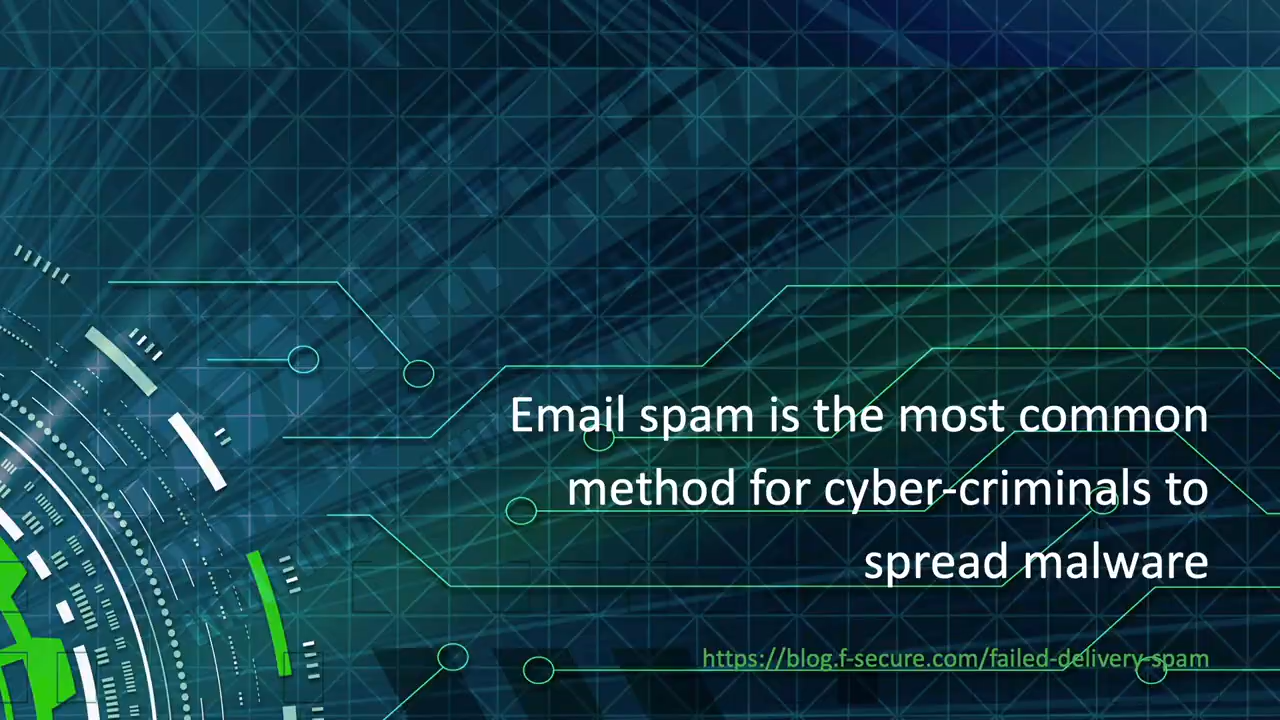 Email spam is the most common
method for cyber-criminals to
spread malware
https://blog.f-secure.com/failed-delivery-spam